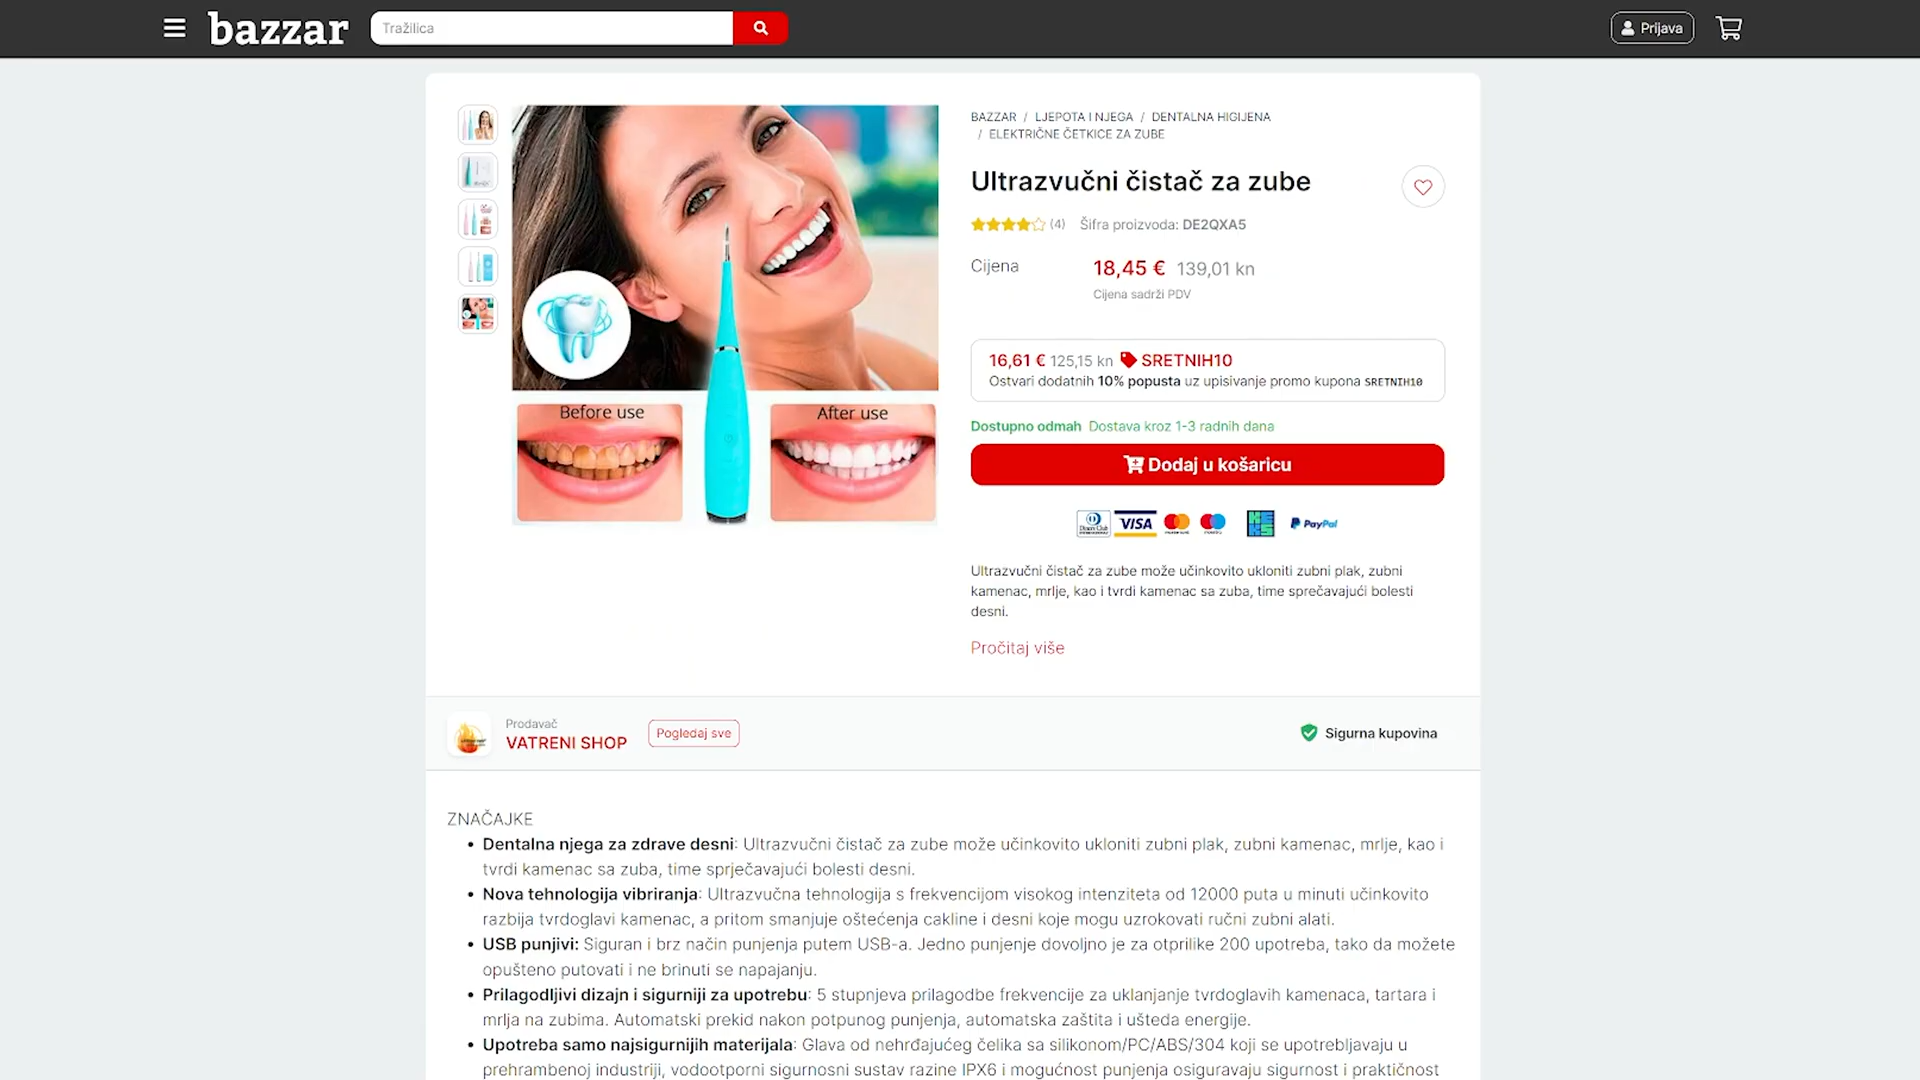 bazzar
Tražilica
Prijava
BAZZAR / LJEPOTA I NJEGA / DENTALNA HIGIJENA
/ ELEKTRIČNE ČETKICE ZA ZUBE
Ultrazvučni čistač za zube
(4) Šifra proizvoda: DE2QXA5
Cijena 18,45 € 139,01 kn
Cijena sadrži PDV
16,61 € 125,15 kn SRETNIH10
Ostvari dodatnih 10% popusta uz upisivanje promo kupona SRETNIH10
Dostupno odmah Dostava kroz 1-3 radnih dana
Dodaj u košaricu
VISA PayPal
Before use
After use
Ultrazvučni čistač za zube može učinkovito ukloniti zubni plak, zubni
kamenac, mrlje, kao i tvrdi kamenac sa zuba, time sprečavajući bolesti
desni.
Pročitaj više
Prodavač
VATRENI SHOP
Pogledaj sve
Sigurna kupovina
ZNAČAJKE
• Dentalna njega za zdrave desni: Ultrazvučni čistač za zube može učinkovito ukloniti zubni plak, zubni kamenac, mrlje, kao i
tvrdi kamenac sa zuba, time sprječavajući bolesti desni.
• Nova tehnologija vibriranja: Ultrazvučna tehnologija s frekvencijom visokog intenziteta od 12000 puta u minuti učinkovito
razbija tvrdoglavi kamenac, a pritom smanjuje oštećenja cakline i desni koje mogu uzrokovati ručni zubni alati.
• USB punjivi: Siguran i brz način punjenja putem USB-a. Jedno punjenje dovoljno je za otprilike 200 upotreba, tako da možete
opušteno putovati i ne brinuti se napajanju.
• Prilagodljivi dizajn i sigurniji za upotrebu: 5 stupnjeva prilagodbe frekvencije za uklanjanje tvrdoglavih kamenaca, tartara i
mrlja na zubima. Automatski prekid nakon potpunog punjenja, automatska zaštita i ušteda energije.
• Upotreba samo najsigurnijih materijala: Glava od nehrđajućeg čelika sa silikonom/PC/ABS/304 koji se upotrebljavaju u
prehrambenoj industriji, vodootporni sigurnosni sustav razine IPX6 i mogućnost punjenja osiguravaju sigurnost i praktičnost